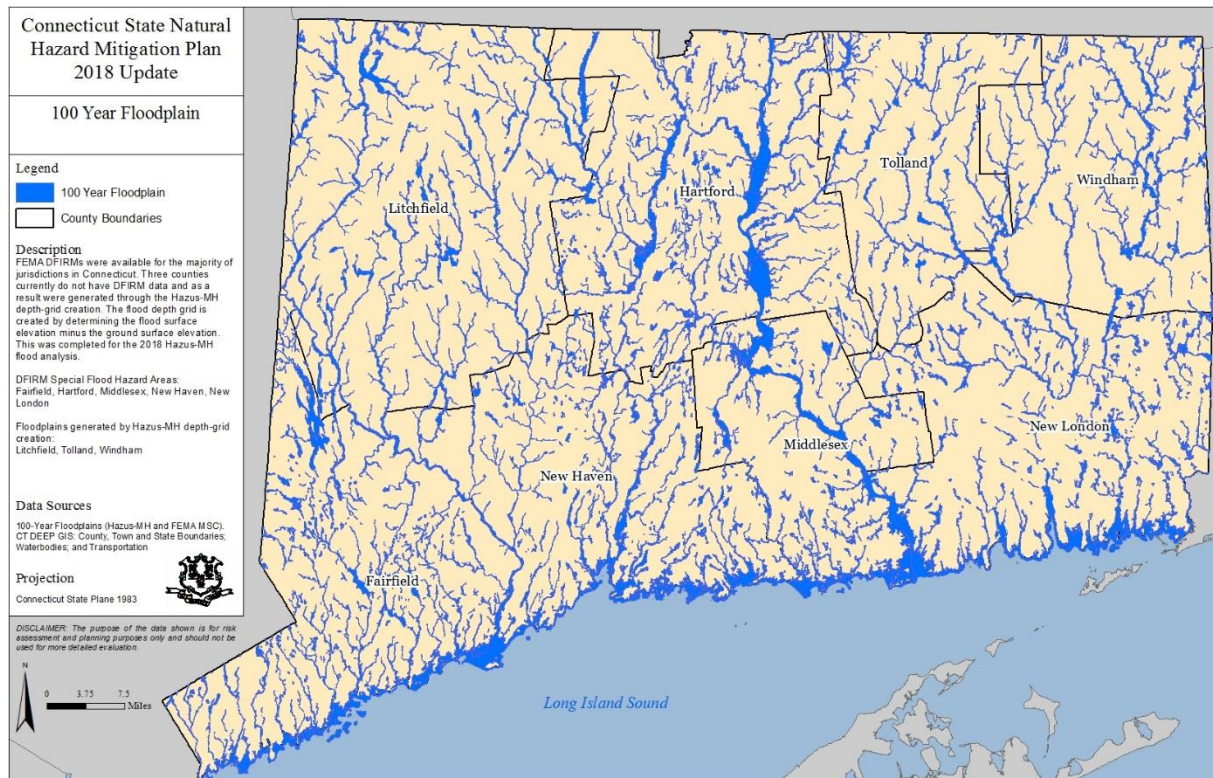 Connecticut State Natural
Hazard Mitigation Plan
2018 Update
100 Year Floodplain
Legend
100 Year Floodplain
County Boundaries
Description
FEMA DFIRMs were available for the majority of
jurisdictions in Connecticut. Three counties
currently do not have DFIRM data and as a
result were generated through the Hazus-MH
depth-grid creation. The flood depth grid is
created by determining the flood surface
elevation minus the ground surface elevation.
This was completed for the 2018 Hazus-MH
flood analysis.
DFIRM Special Flood Hazard Areas:
Fairfield, Hartford, Middlesex, New Haven, New
London
Floodplains generated by Hazus-MH depth-grid
creation:
Litchfield, Tolland, Windham
Data Sources
100-Year Floodplains (Hazus-MH and FEMA MSC).
CT DEEP GIS: County, Town and State Boundaries;
Waterbodies; and Transportation
Projection
Connecticut State Plane 1983
DISCLAIMER: The purpose of the data shown is for risk
assessment and planning purposes only and should not be
used for more detailed evaluation.
N
0 3.75 7.5
Miles
Litchfield
Hartford
Tolland
Windham
New Haven
Middlesex
New London
Fairfield
Long Island Sound